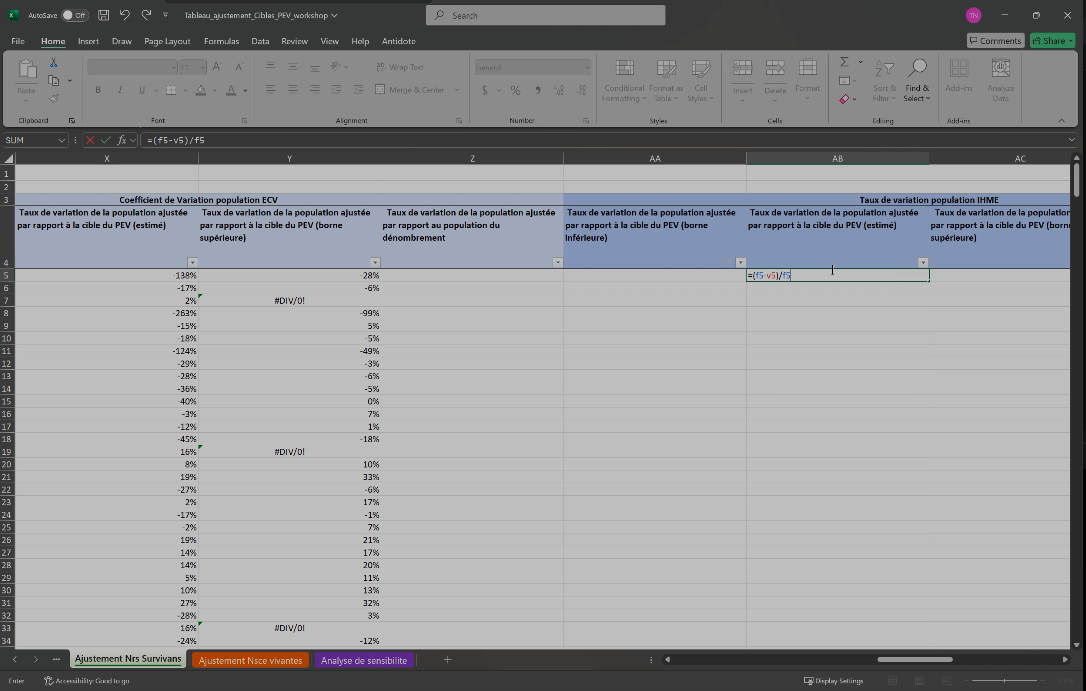 AutoSave Off Tableau_ajustement_Cibles_PEV_workshop Search TN
File Home Insert Draw Page Layout Formulas Data Review View Help Antidote Comments Share
Paste
Clipboard
B I U A
Font
Wrap Text
Merge & Center
Alignment
General
$ %
Number
Conditional Formatting
Format as Table
Cell Styles
Styles
Insert Delete Format
Cells
Sort & Filter
Find & Select
Editing
Add-ins
Add-ins
Analyze Data
SUM fx =(f5-v5)/f5
X Y Z AA AB AC
1
2
3 Coefficient de Variation population ECV Taux de variation population IHME
4
Taux de variation de la population ajustée
par rapport à la cible du PEV (estimé)
Taux de variation de la population ajustée
par rapport à la cible du PEV (borne
supérieure)
Taux de variation de la population ajustée
par rapport au population du
dénombrement
Taux de variation de la population ajustée
par rapport à la cible du PEV (borne
inférieure)
Taux de variation de la population ajustée
par rapport à la cible du PEV (estimé)
Taux de variation de la population
par rapport à la cible du PEV (born
supérieure)
5 -138% -28% =(f5-v5)/f5
6 -17% -6%
7 2% #DIV/0!
8 -263% -99%
9 -15% 5%
10 -18% -5%
11 -124% -49%
12 -29% -3%
13 -28% -6%
14 -36% -5%
15 -40% 0%
16 -3% 7%
17 -12% 1%
18 -45% -18%
19 16% #DIV/0!
20 8% 10%
21 19% 33%
22 -27% -6%
23 2% 17%
24 -17% -1%
25 -2% 7%
26 19% 21%
27 14% 17%
28 14% 20%
29 5% 11%
30 10% 13%
31 27% 32%
32 -28% 3%
33 16% #DIV/0!
34 -24% -12%
Ajustement Nrs Survivans Ajustement Nsce vivantes Analyse de sensibilite
Enter Accessibility: Good to go Display Settings